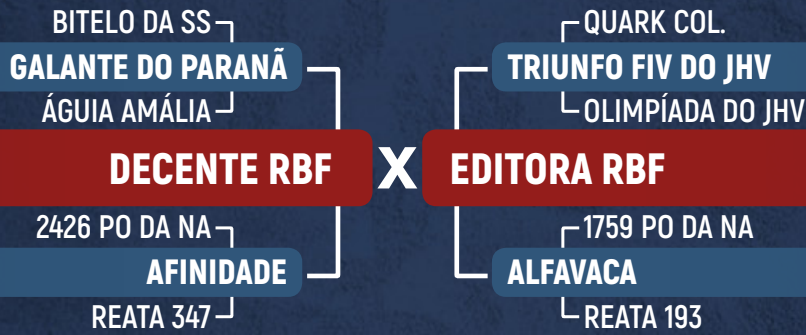 BITELO DA SS
GALANTE DO PARANÃ
ÁGUIA AMÁLIA
DECENTE RBF
2426 PO DA NA
AFINIDADE
REATA 347
X
QUARK COL.
TRIUNFO FIV DO JHV
OLIMPÍADA DO JHV
EDITORA RBF
1759 PO DA NA
ALFAVACA
REATA 193